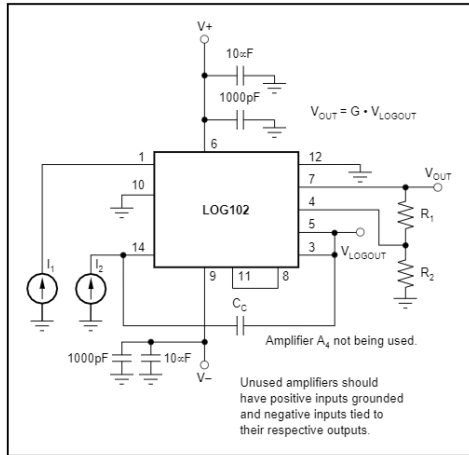 V+
10∝F
1000pF
V_OUT = G • V_LOGOUT
6
1
12
10
7
V_OUT
LOG102
4
R_1
5
14
3
V_LOGOUT
I_1
I_2
9
11
8
R_2
C_C
Amplifier A_4 not being used.
1000pF
10∝F
V–
Unused amplifiers should
have positive inputs grounded
and negative inputs tied to
their respective outputs.